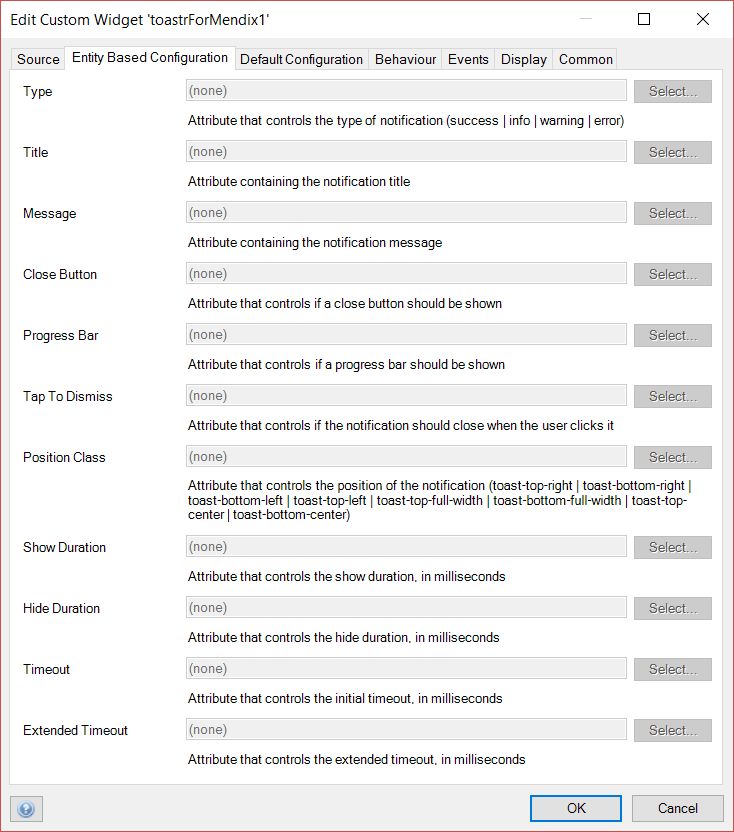 Edit Custom Widget 'toastrForMendix1'
Source Entity Based Configuration Default Configuration Behaviour Events Display Common
Type (none) Select...
Attribute that controls the type of notification (success | info | warning | error)
Title (none) Select...
Attribute containing the notification title
Message (none) Select...
Attribute containing the notification message
Close Button (none) Select...
Attribute that controls if a close button should be shown
Progress Bar (none) Select...
Attribute that controls if a progress bar should be shown
Tap To Dismiss (none) Select...
Attribute that controls if the notification should close when the user clicks it
Position Class (none) Select...
Attribute that controls the position of the notification (toast-top-right | toast-bottom-right |
toast-bottom-left | toast-top-left | toast-top-full-width | toast-bottom-full-width | toast-top-
center | toast-bottom-center)
Show Duration (none) Select...
Attribute that controls the show duration, in milliseconds
Hide Duration (none) Select...
Attribute that controls the hide duration, in milliseconds
Timeout (none) Select...
Attribute that controls the initial timeout, in milliseconds
Extended Timeout (none) Select...
Attribute that controls the extended timeout, in milliseconds
? OK Cancel